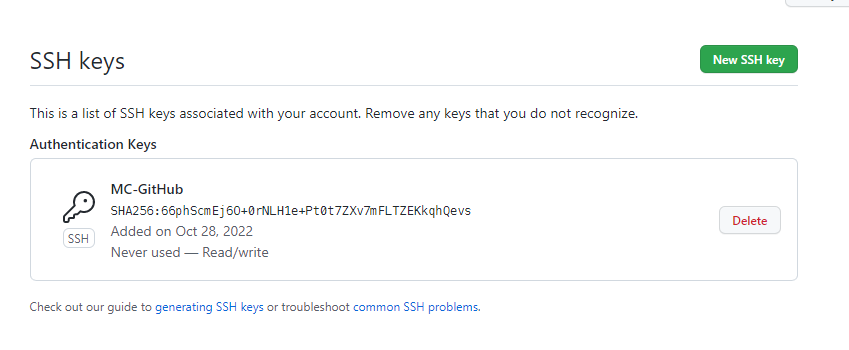 SSH keys
New SSH key
This is a list of SSH keys associated with your account. Remove any keys that you do not recognize.
Authentication Keys
MC-GitHub
SHA256:66phScmEj6O+0rNLH1e+Pt0t7ZXv7mFLTZEKkqhQevs
Added on Oct 28, 2022
Never used — Read/write
SSH
Delete
Check out our guide to generating SSH keys or troubleshoot common SSH problems.